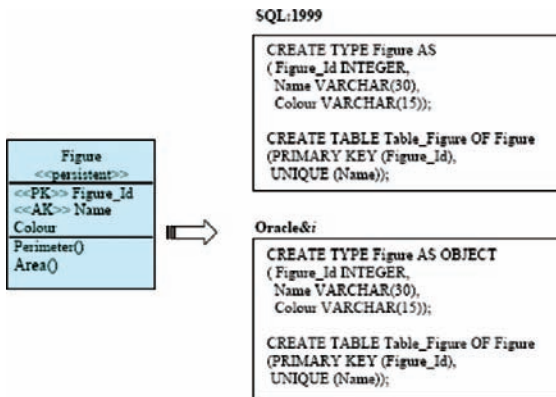 Figure
<<persistent>>
<<PK>> Figure_Id
<<AK>> Name
Colour
Perimeter()
Area()
SQL:1999
CREATE TYPE Figure AS
( Figure_Id INTEGER,
Name VARCHAR(30),
Colour VARCHAR(15));
CREATE TABLE Table_Figure OF Figure
(PRIMARY KEY (Figure_Id),
UNIQUE (Name));
Oracle&i
CREATE TYPE Figure AS OBJECT
( Figure_Id INTEGER,
Name VARCHAR(30),
Colour VARCHAR(15));
CREATE TABLE Table_Figure OF Figure
(PRIMARY KEY (Figure_Id),
UNIQUE (Name));